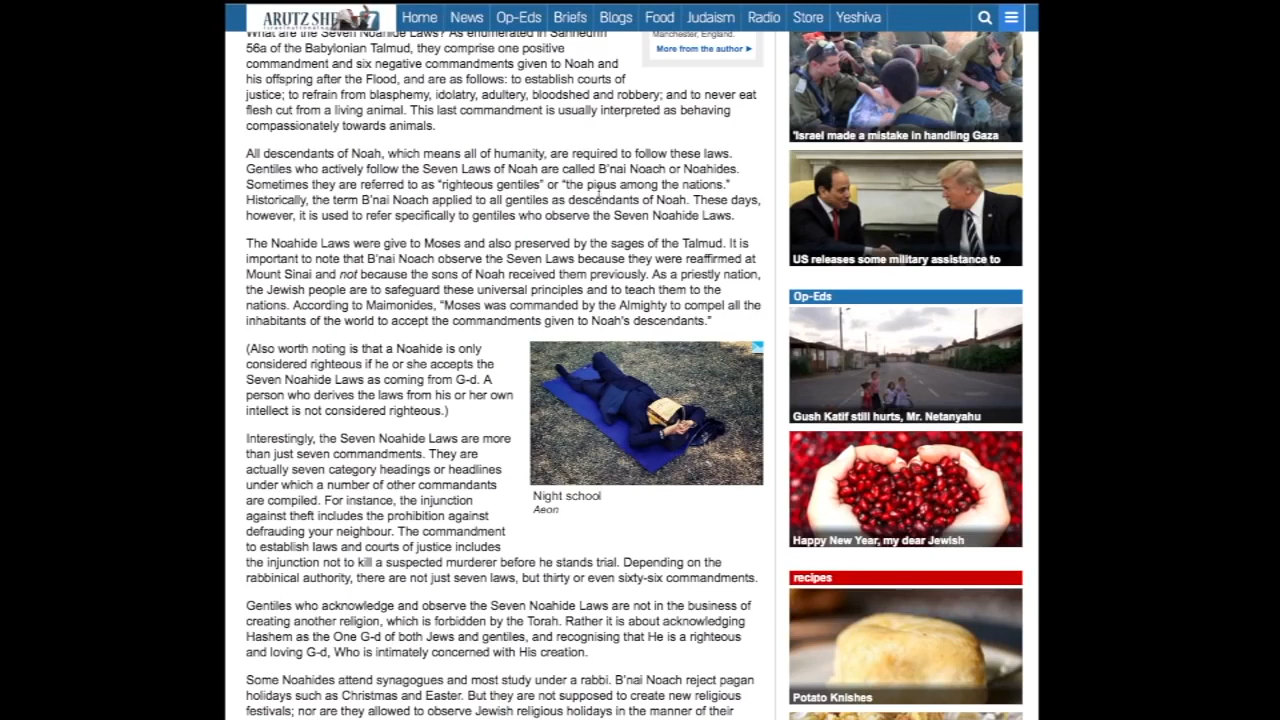 ARUTZ SHE7
Home News Op-Eds Briefs Blogs Food Judaism Radio Store Yeshiva
What are the Seven Noahide Laws? As enumerated in Sanhedrin
56a of the Babylonian Talmud, they comprise one positive
commandment and six negative commandments given to Noah and
his offspring after the Flood, and are as follows: to establish courts of
justice; to refrain from blasphemy, idolatry, adultery, bloodshed and robbery; and to never eat
flesh cut from a living animal. This last commandment is usually interpreted as behaving
compassionately towards animals.
All descendants of Noah, which means all of humanity, are required to follow these laws.
Gentiles who actively follow the Seven Laws of Noah are called B'nai Noach or Noahides.
Sometimes they are referred to as “righteous gentiles” or “the pious among the nations.”
Historically, the term B'nai Noach applied to all gentiles as descendants of Noah. These days,
however, it is used to refer specifically to gentiles who observe the Seven Noahide Laws.
The Noahide Laws were give to Moses and also preserved by the sages of the Talmud. It is
important to note that B'nai Noach observe the Seven Laws because they were reaffirmed at
Mount Sinai and not because the sons of Noah received them previously. As a priestly nation,
the Jewish people are to safeguard these universal principles and to teach them to the
nations. According to Maimonides, “Moses was commanded by the Almighty to compel all the
inhabitants of the world to accept the commandments given to Noah's descendants.”
(Also worth noting is that a Noahide is only
considered righteous if he or she accepts the
Seven Noahide Laws as coming from G-d. A
person who derives the laws from his or her own
intellect is not considered righteous.)
Interestingly, the Seven Noahide Laws are more
than just seven commandments. They are
actually seven category headings or headlines
under which a number of other commandants
are compiled. For instance, the injunction
against theft includes the prohibition against
defrauding your neighbour. The commandment
to establish laws and courts of justice includes
the injunction not to kill a suspected murderer before he stands trial. Depending on the
rabbinical authority, there are not just seven laws, but thirty or even sixty-six commandments.
Gentiles who acknowledge and observe the Seven Noahide Laws are not in the business of
creating another religion, which is forbidden by the Torah. Rather it is about acknowledging
Hashem as the One G-d of both Jews and gentiles, and recognising that He is a righteous
and loving G-d, Who is intimately concerned with His creation.
Some Noahides attend synagogues and most study under a rabbi. B'nai Noach reject pagan
holidays such as Christmas and Easter. But they are not supposed to create new religious
festivals; nor are they allowed to observe Jewish religious holidays in the manner of their
Manchester, England.
More from the author ►
Night school
Aeon
'Israel made a mistake in handling Gaza
US releases some military assistance to
Op-Eds
Gush Katif still hurts, Mr. Netanyahu
Happy New Year, my dear Jewish
recipes
Potato Knishes